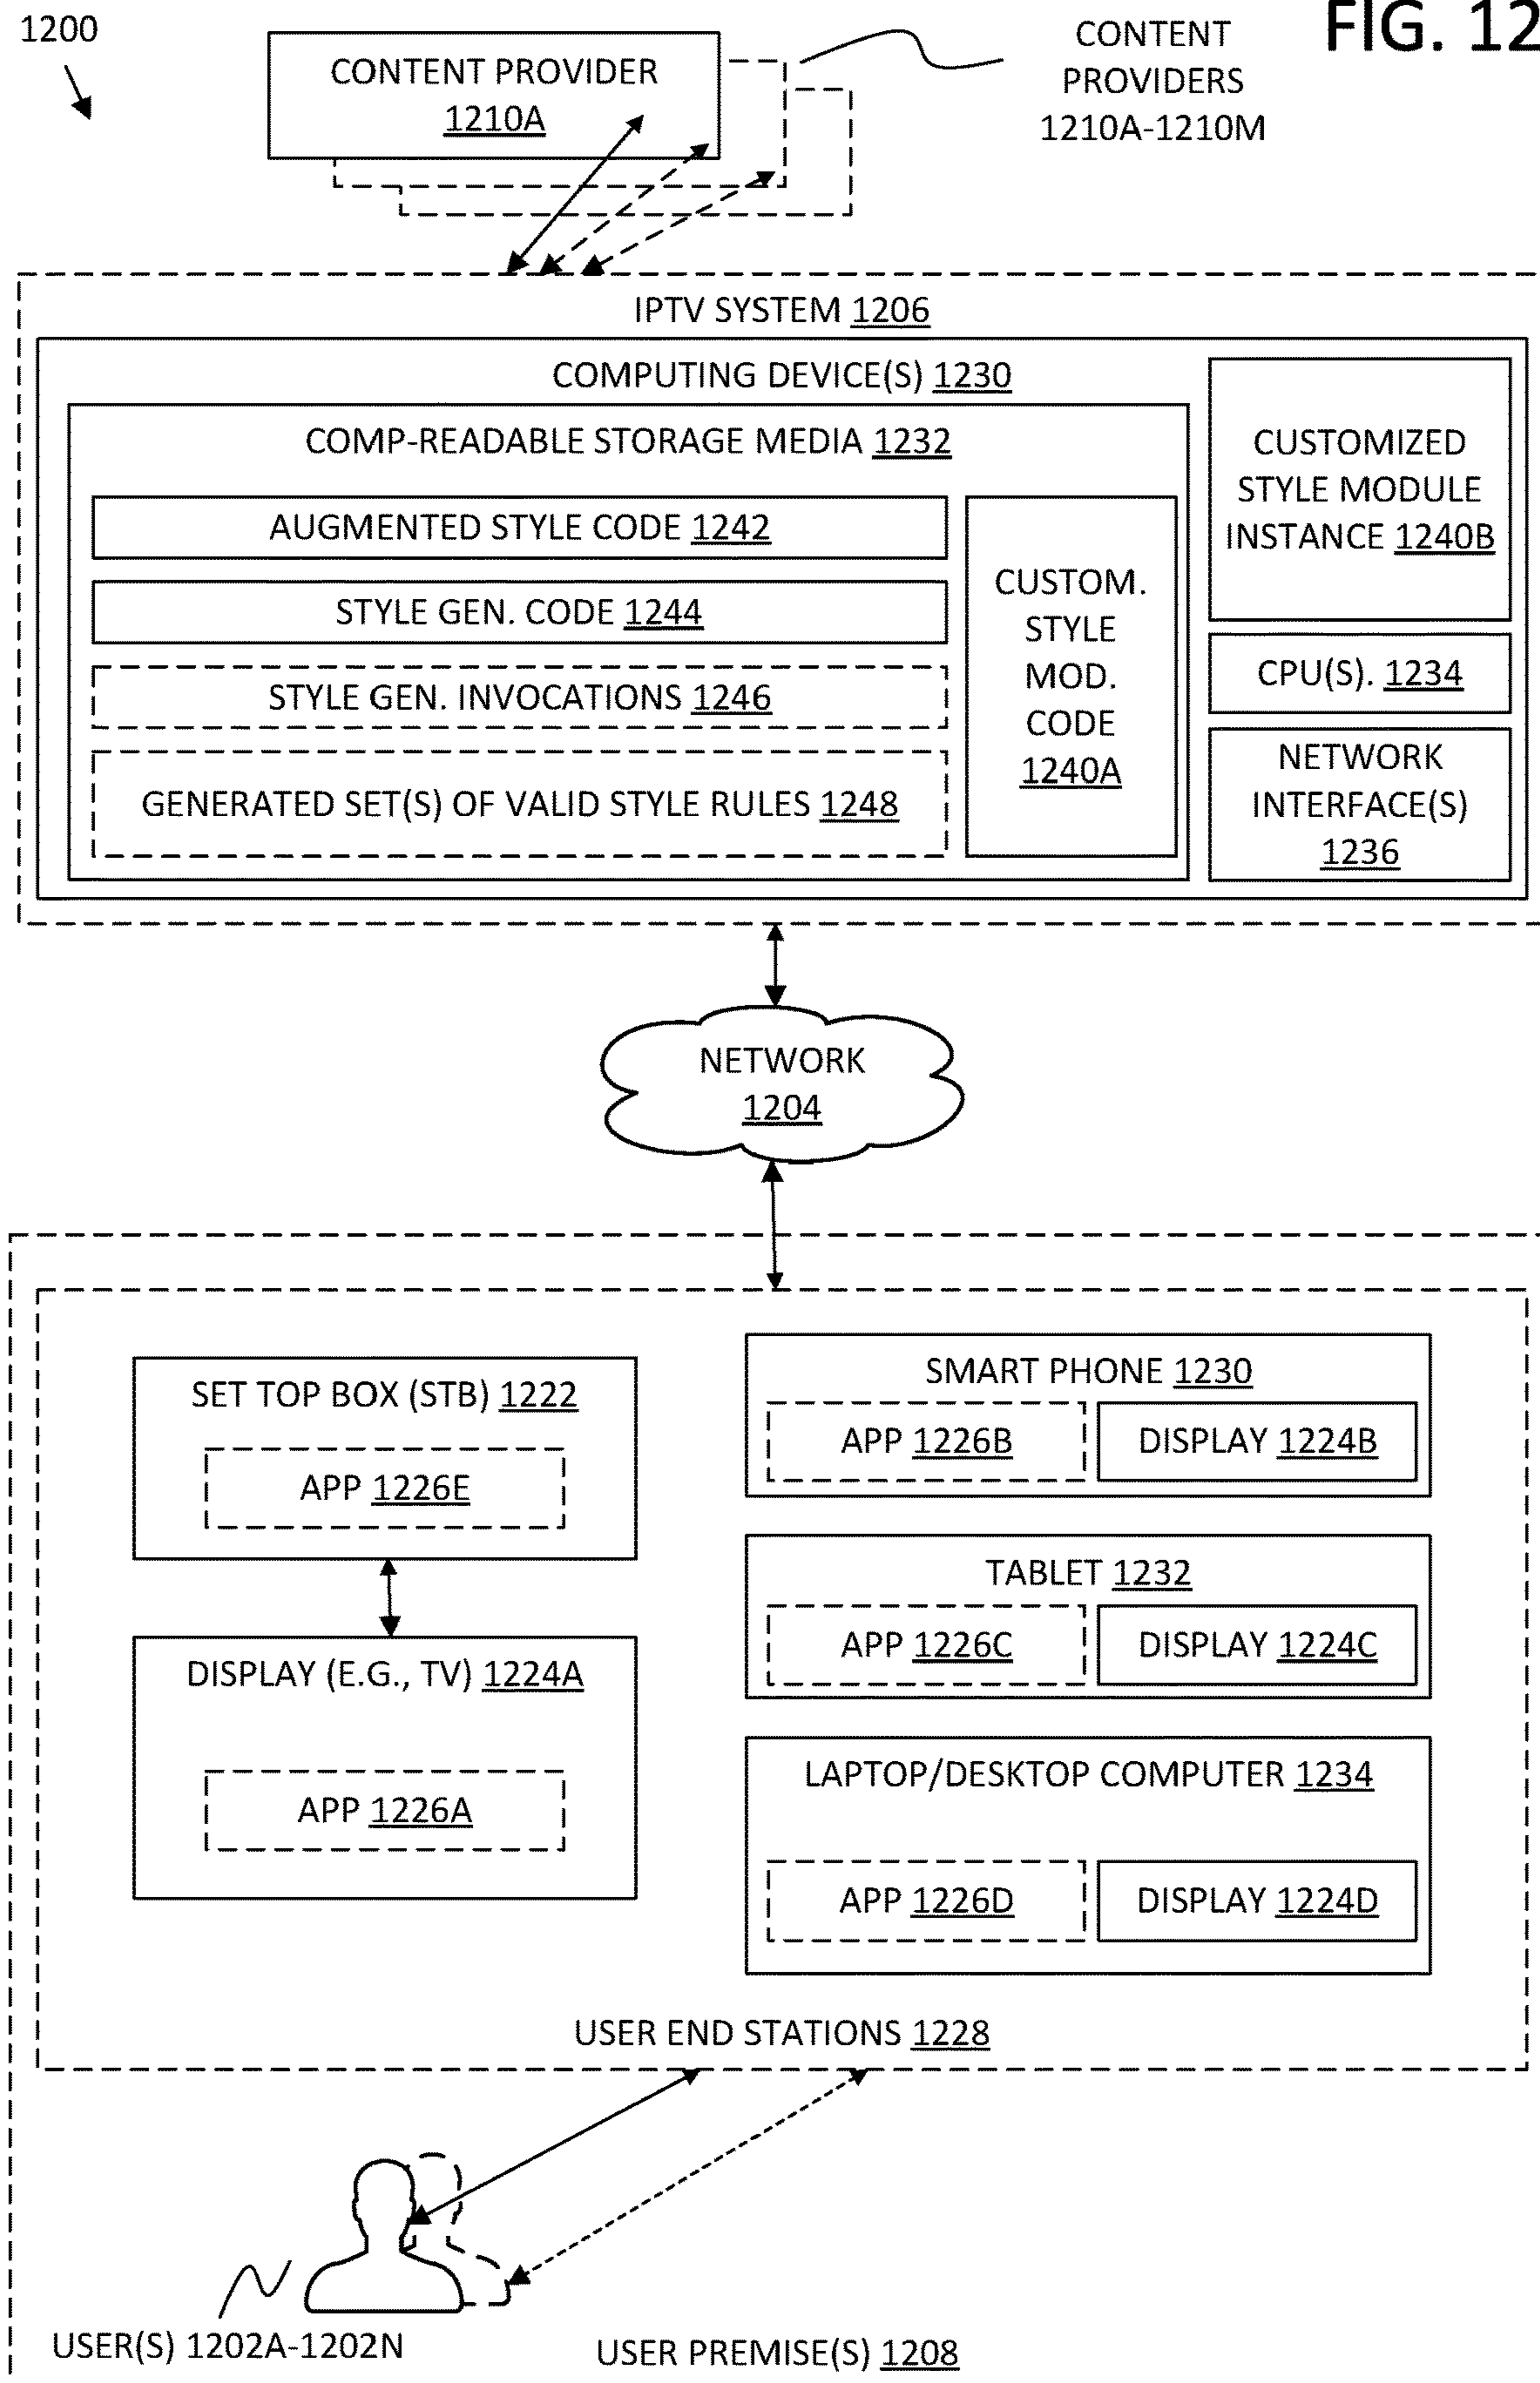 FIG. 12
1200
CONTENT PROVIDER
1210A
CONTENT
PROVIDERS
1210A-1210M
IPTV SYSTEM 1206
COMPUTING DEVICE(S) 1230
COMP-READABLE STORAGE MEDIA 1232
AUGMENTED STYLE CODE 1242
STYLE GEN. CODE 1244
STYLE GEN. INVOCATIONS 1246
GENERATED SET(S) OF VALID STYLE RULES 1248
CUSTOM.
STYLE
MOD.
CODE
1240A
CUSTOMIZED
STYLE MODULE
INSTANCE 1240B
CPU(S). 1234
NETWORK
INTERFACE(S)
1236
NETWORK
1204
SET TOP BOX (STB) 1222
APP 1226E
DISPLAY (E.G., TV) 1224A
APP 1226A
SMART PHONE 1230
APP 1226B
DISPLAY 1224B
TABLET 1232
APP 1226C
DISPLAY 1224C
LAPTOP/DESKTOP COMPUTER 1234
APP 1226D
DISPLAY 1224D
USER END STATIONS 1228
USER(S) 1202A-1202N
USER PREMISE(S) 1208